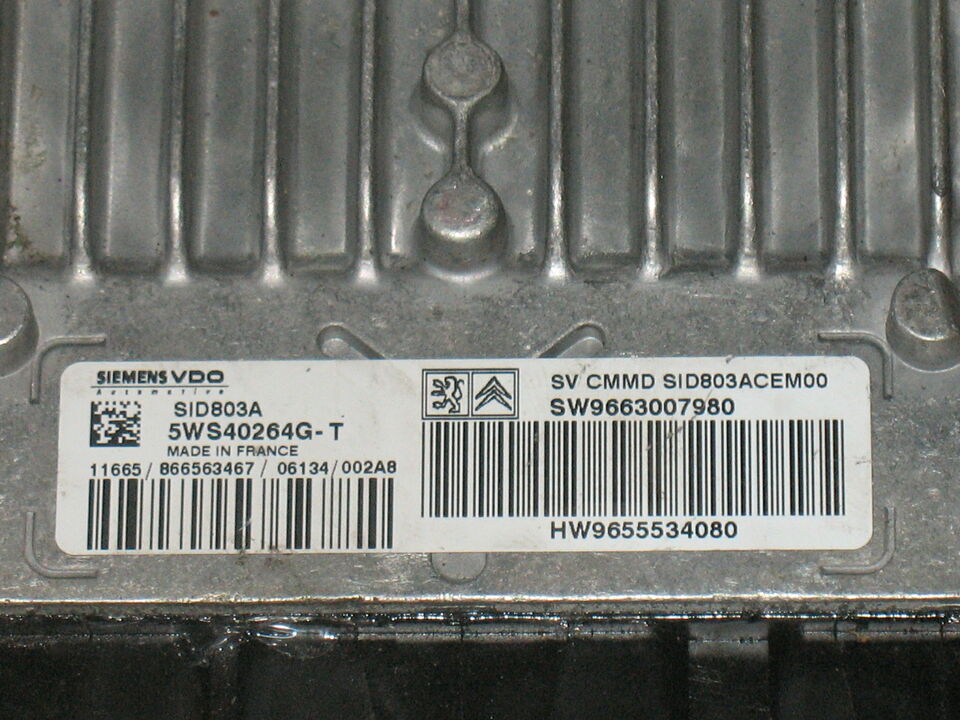 SIEMENS VDO
Automotive
SID803A
5WS40264G-T
MADE IN FRANCE
11665/ 866563467 / 06134/ 002A8
SV CMMD SID803ACEM00
SW9663007980
HW9655534080